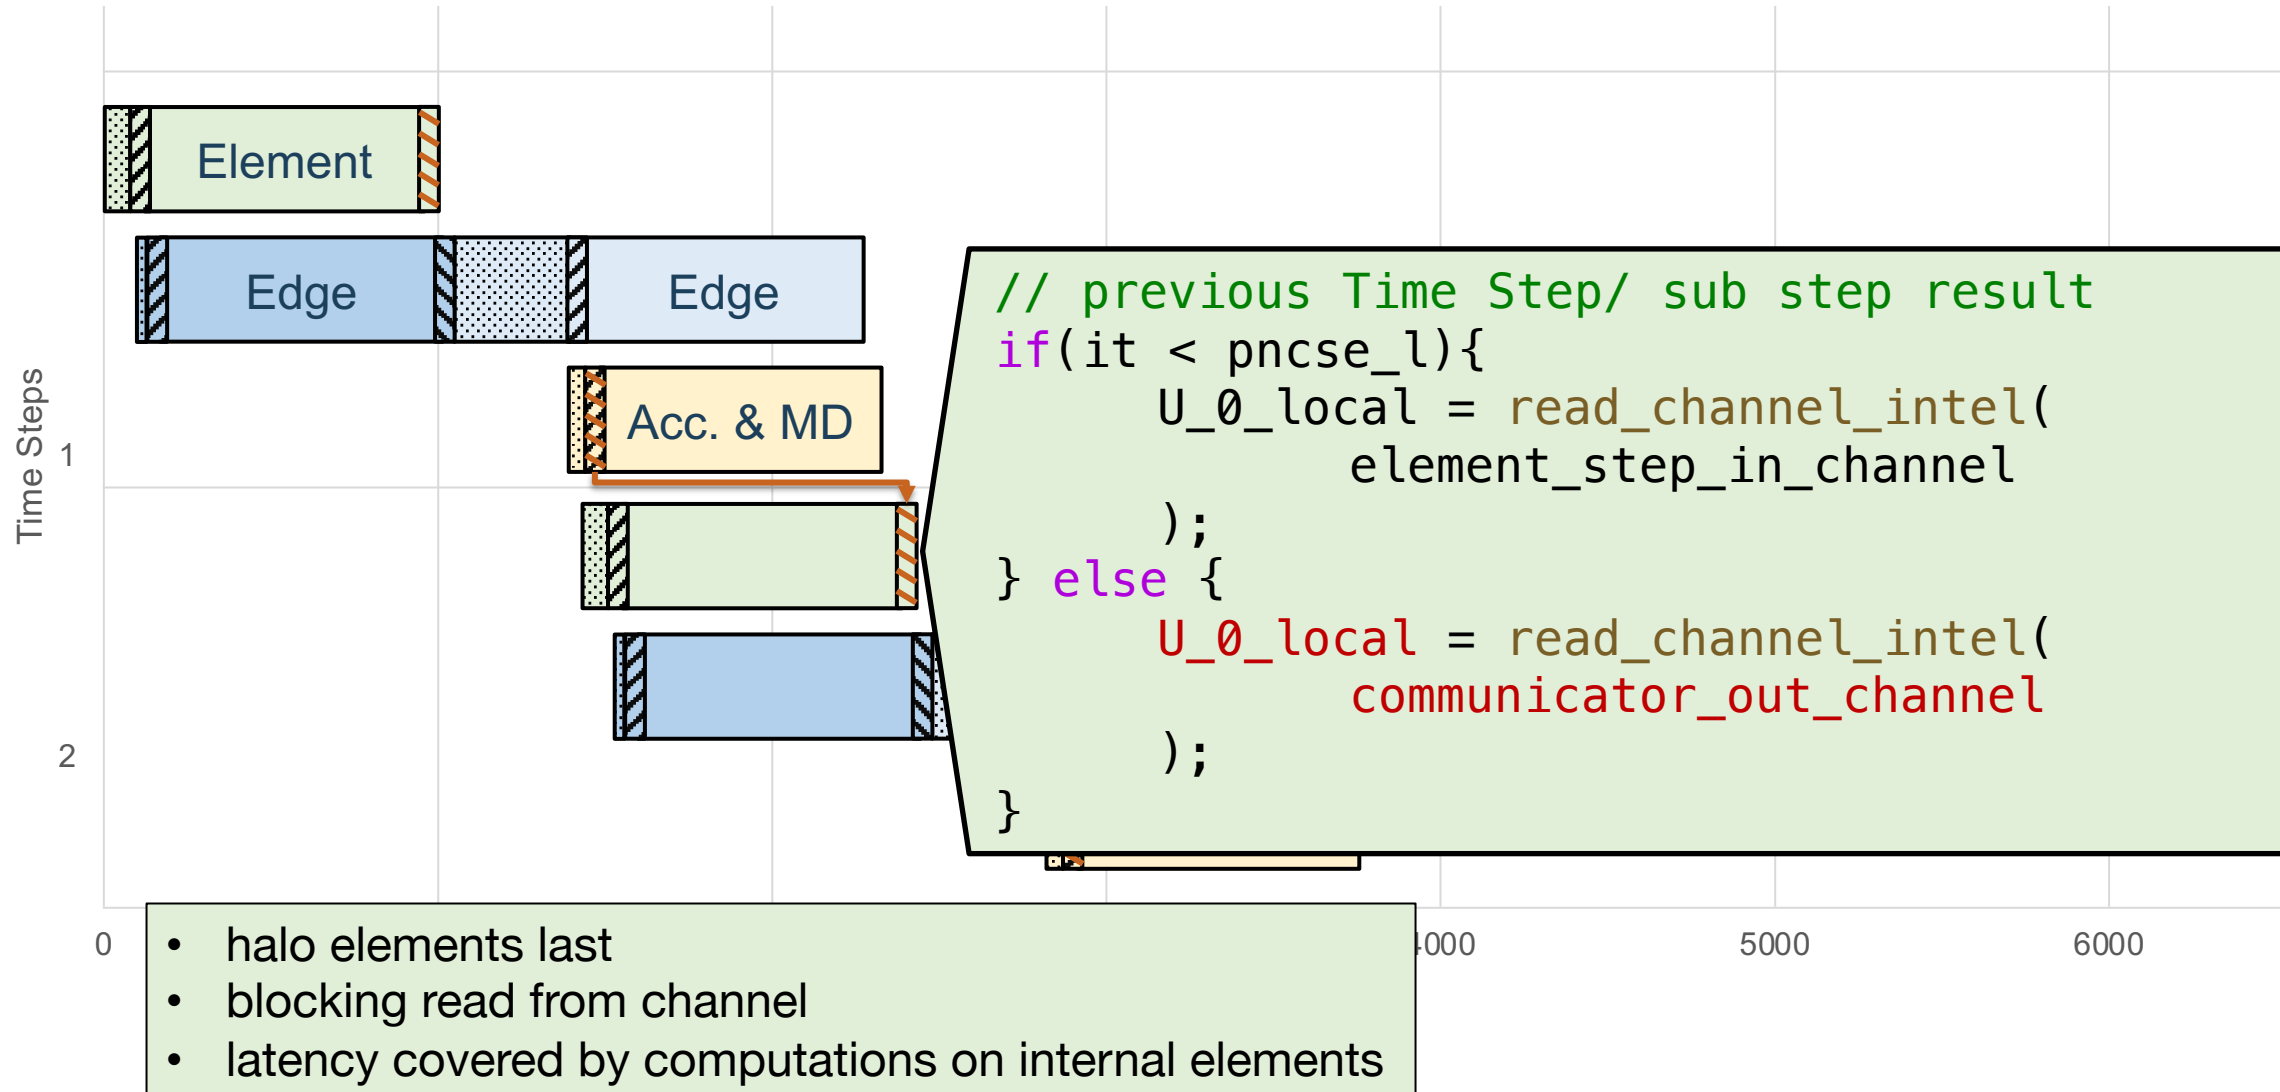 Element
Edge
Edge
Acc. & MD
Time Steps
1
2
// previous Time Step/ sub step result
if(it < pncse_l){
U_0_local = read_channel_intel(
element_step_in_channel
);
} else {
U_0_local = read_channel_intel(
communicator_out_channel
);
}
0
4000
5000
6000
• halo elements last
• blocking read from channel
• latency covered by computations on internal elements